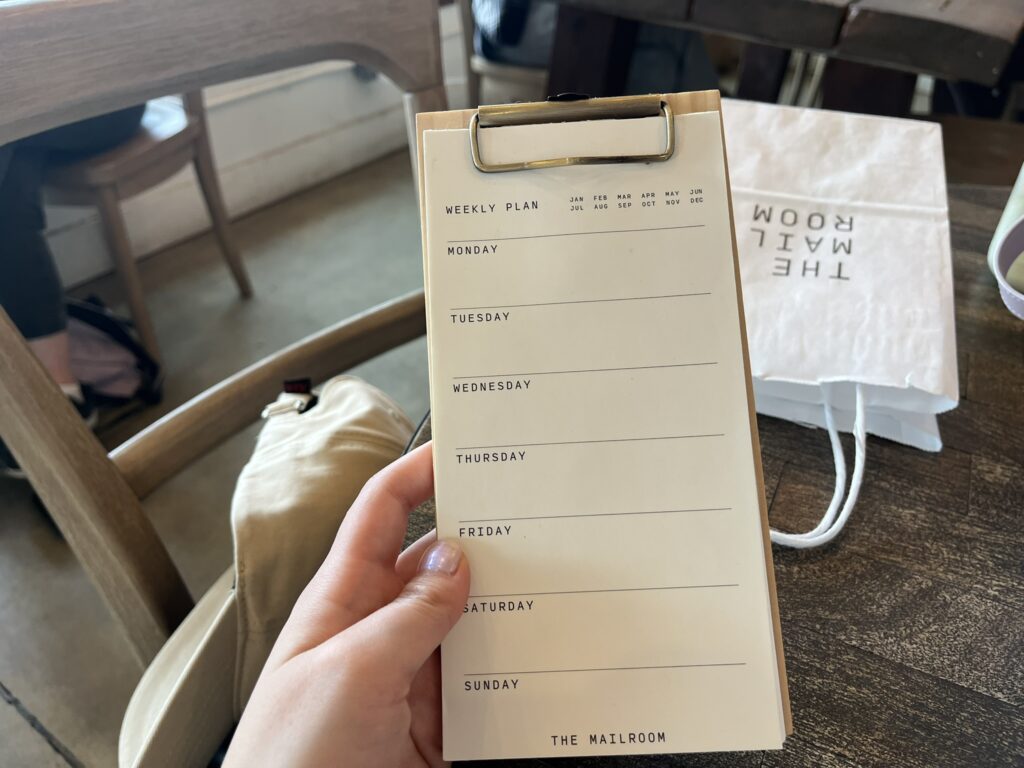 WEEKLY PLAN
JAN FEB MAR APR MAY JUN
JUL AUG SEP OCT NOV DEC
MONDAY
TUESDAY
WEDNESDAY
THURSDAY
FRIDAY
SATURDAY
SUNDAY
THE MAILROOM
THE
MAIL
ROOM